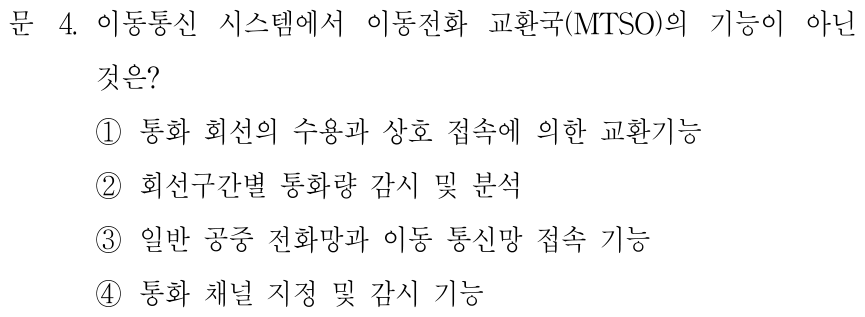 문 4. 이동통신 시스템에서 이동전화 교환국(MTSO)의 기능이 아닌
것은?
① 통화 회선의 수용과 상호 접속에 의한 교환기능
② 회선구간별 통화량 감시 및 분석
③ 일반 공중 전화망과 이동 통신망 접속 기능
④ 통화 채널 지정 및 감시 기능